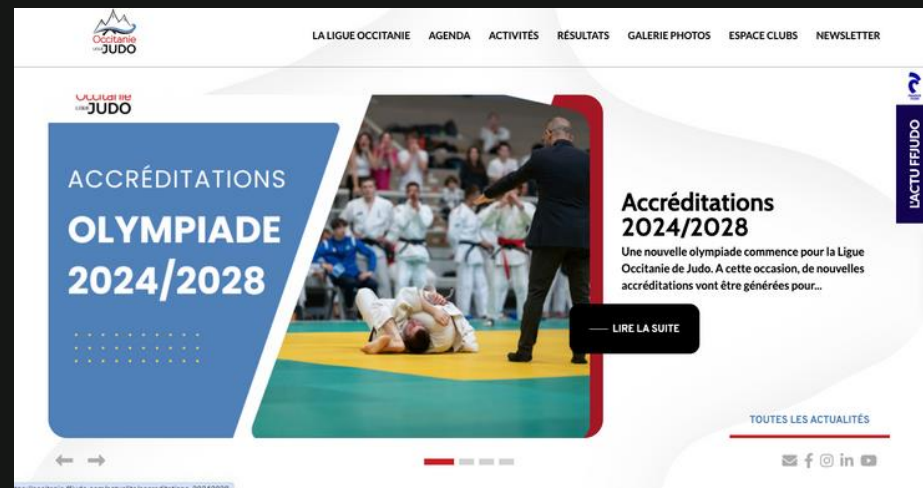 Occitanie
JUDO
LA LIGUE OCCITANIE AGENDA ACTIVITÉS RÉSULTATS GALERIE PHOTOS ESPACE CLUBS NEWSLETTER
L'ACTU FFJUDO
Occitanie
JUDO
ACCRÉDITATIONS
OLYMPIADE
2024/2028
Accréditations
2024/2028
Une nouvelle olympiade commence pour la Ligue
Occitanie de Judo. A cette occasion, de nouvelles
accréditations vont être générées pour...
LIRE LA SUITE
TOUTES LES ACTUALITÉS